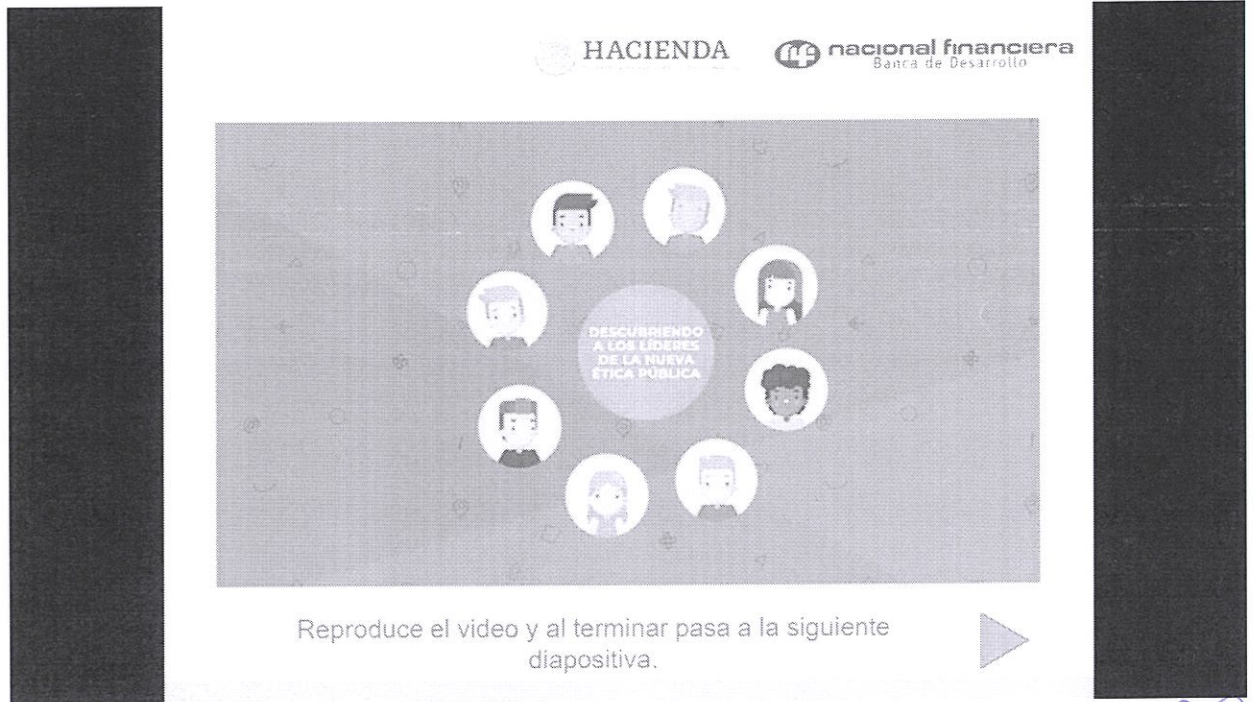 HACIENDA
nacional financiera
Banca de Desarrollo
DESCUBRIENDO
A LOS LÍDERES
DE LA NUEVA
ÉTICA PÚBLICA
Reproduce el video y al terminar pasa a la siguiente
diapositiva.